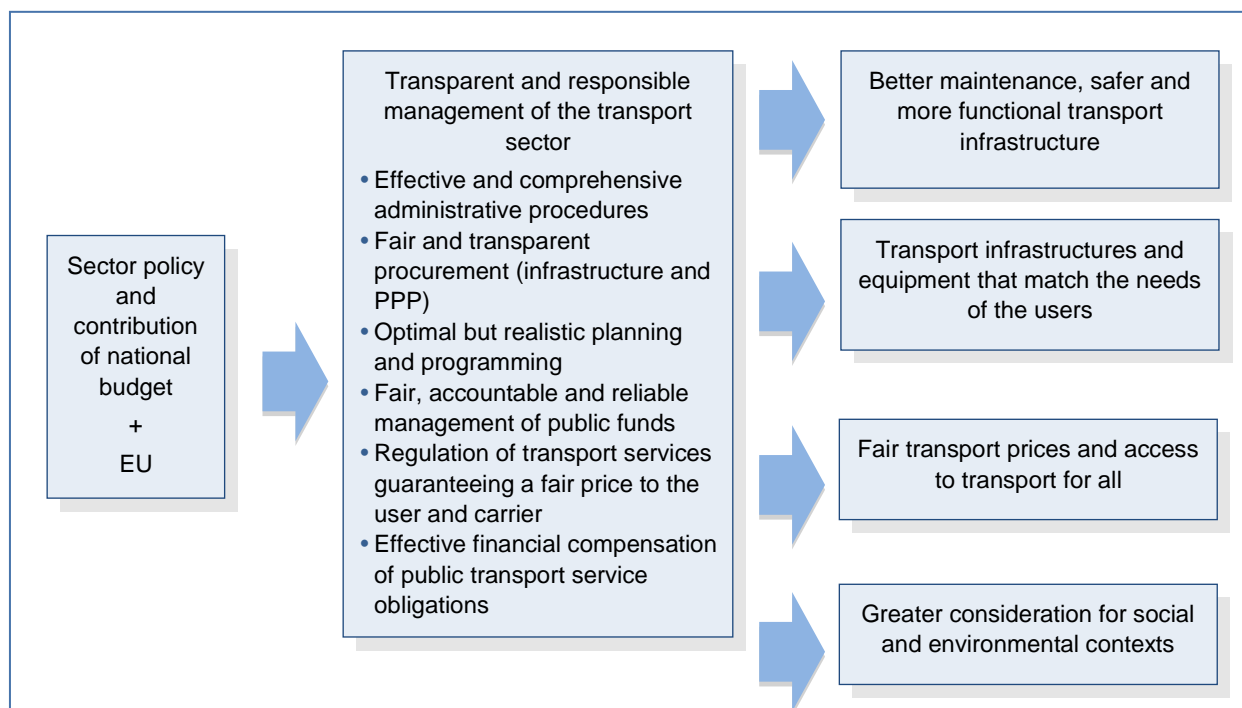 Sector policy
and
contribution
of national
budget
+
EU
Transparent and responsible
management of the transport
sector
• Effective and comprehensive
administrative procedures
• Fair and transparent
procurement (infrastructure and
PPP)
• Optimal but realistic planning
and programming
• Fair, accountable and reliable
management of public funds
• Regulation of transport services
guaranteeing a fair price to the
user and carrier
• Effective financial compensation
of public transport service
obligations
Better maintenance, safer and
more functional transport
infrastructure
Transport infrastructures and
equipment that match the needs
of the users
Fair transport prices and access
to transport for all
Greater consideration for social
and environmental contexts